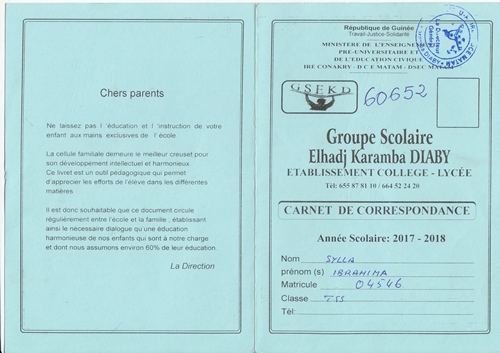 Chers parents
Ne laissez pas l 'éducation et l 'instruction de votre
enfant aux mains exclusives de l' école.
La cellule familiale demeure le meilleur creuset pour
son développement intellectuel et harmonieux.
Ce livret est un outil pédagogique qui permet
d'apprecier les efforts de l'élève dans les différentes
matières
Il est donc souhaitable que ce document circule
régulièrement entre l'école et la famille ; établissant
ainsi le necessaire dialogue qu'une éducation
harmonieuse de nos enfants qui sont à notre charge
et dont nous assumons environ 60% de leur éducation.
La Direction
République de Guinée
Travail-Justice-Solidarité
MINISTERE DE L'ENSEIGNEMENT
PRE-UNIVERSITAIRE ET
DE L'EDUCATION CIVIQUE
IRE CONAKRY - D C E MATAM - DSEC MATAM
GSEKD
60652
Groupe Scolaire
Elhadj Karamba DIABY
ETABLISSEMENT COLLEGE - LYCÉE
Tél: 655 87 81 10 / 664 52 24 20
CARNET DE CORRESPONDANCE
Année Scolaire: 2017 - 2018
Nom SYLLA
prénom (s) IBRAHIMA
Matricule 04546
Classe TSS
Tél: